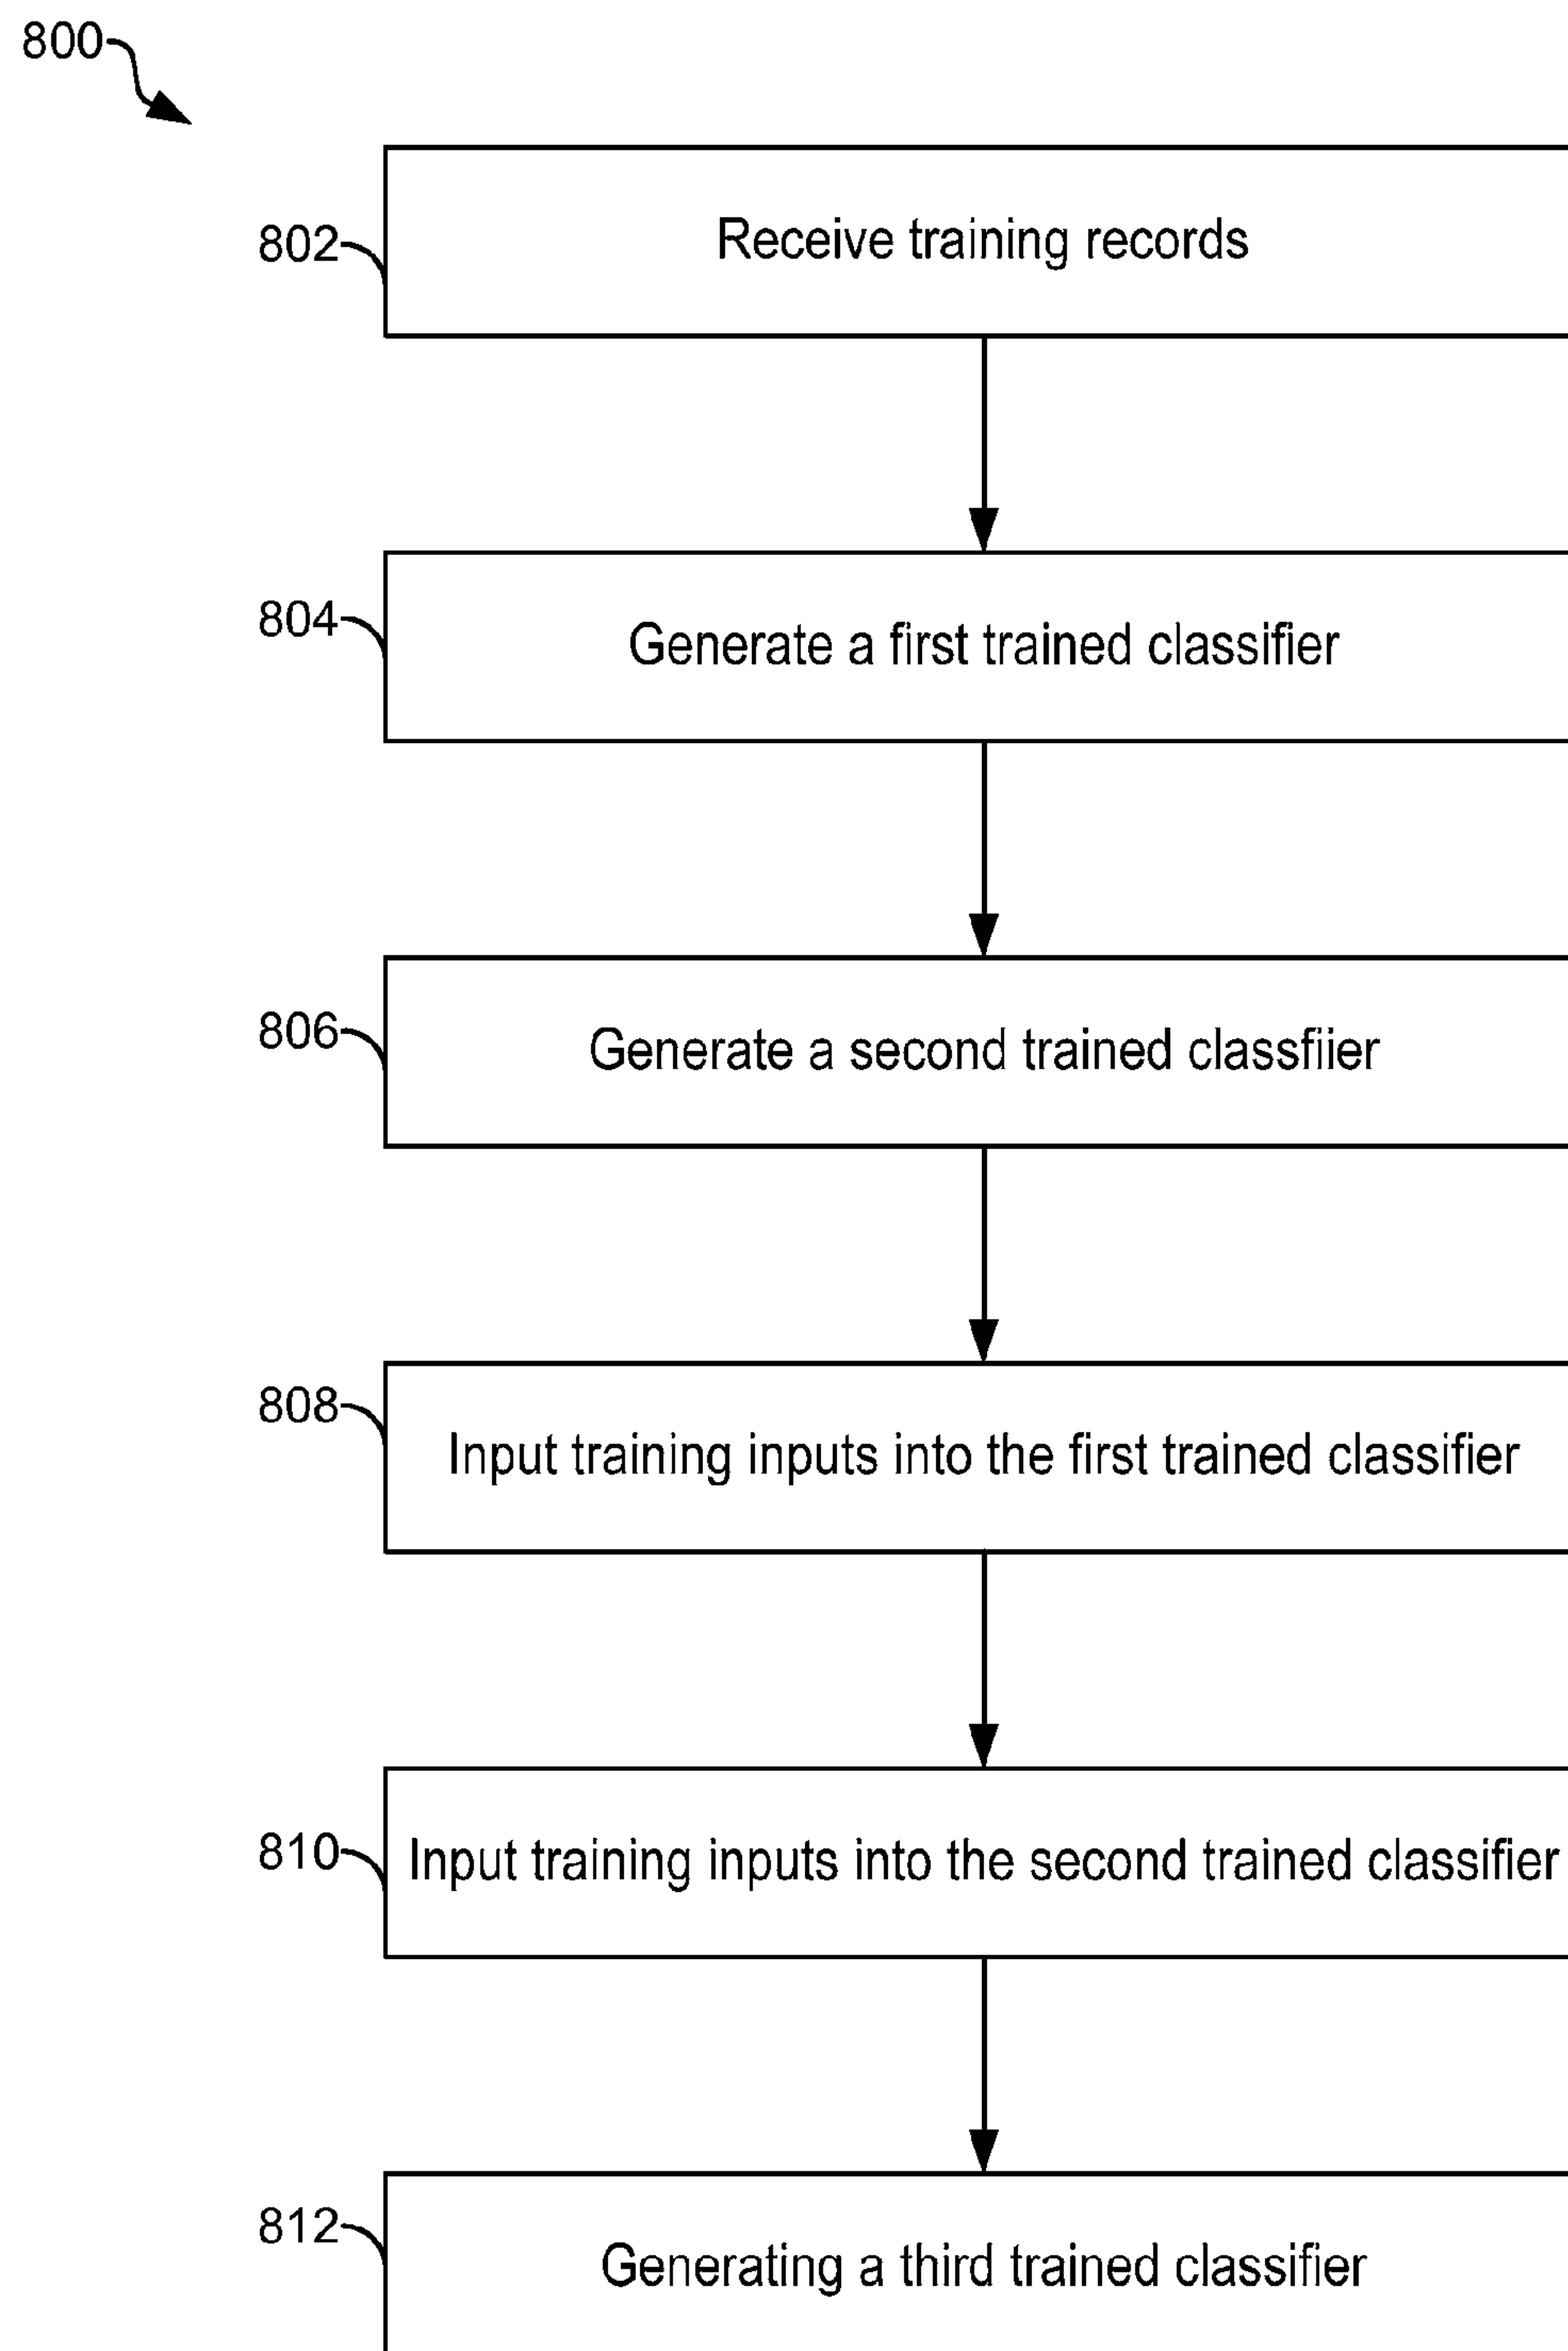 800
802
Receive training records
804
Generate a first trained classifier
806
Generate a second trained classfiier
808
Input training inputs into the first trained classifier
810
Input training inputs into the second trained classifier
812
Generating a third trained classifier